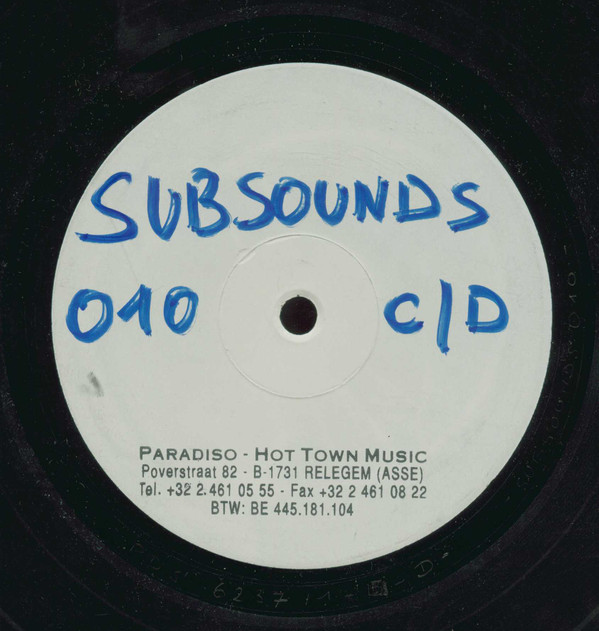 SUBSOUNDS
010 C/D
PARADISO - HOT TOWN MUSIC
Poverstraat 82 - B-1731 RELEGEM (ASSE)
Tel. +32 2.461 05 55 - Fax +32 2 461 08 22
BTW: BE 445.181.104